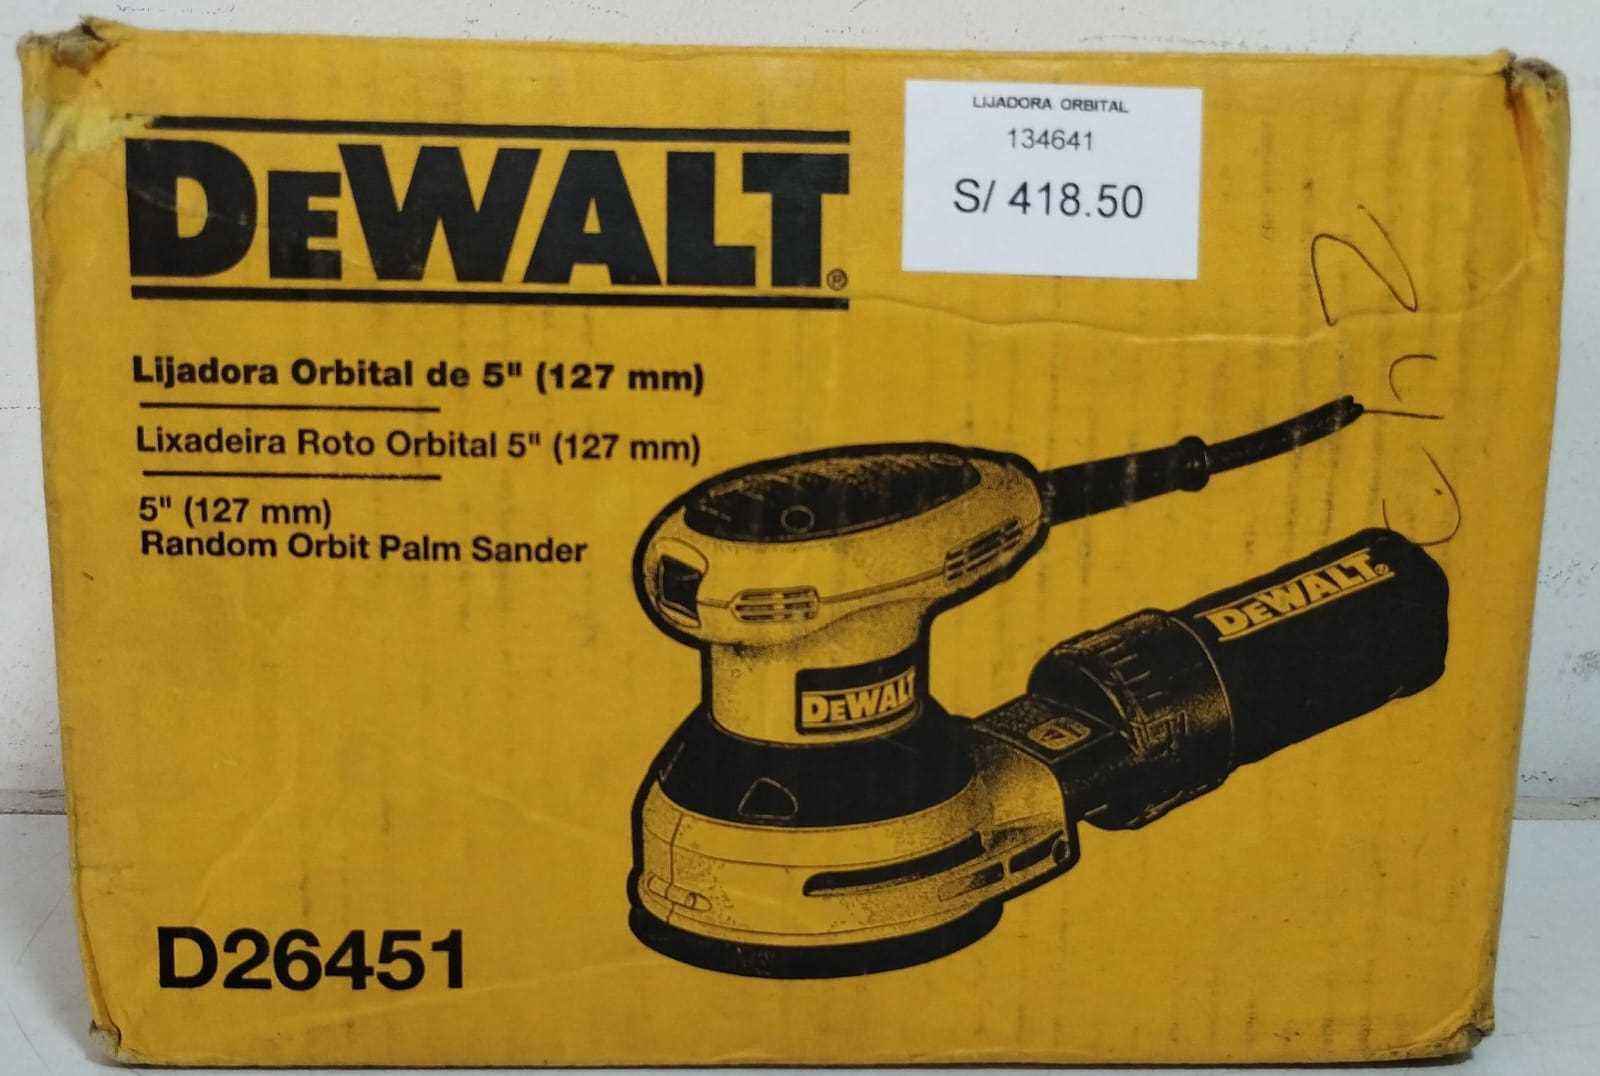 DEWALT®
LIJADORA ORBITAL
134641
S/ 418.50
Lijadora Orbital de 5" (127 mm)
Lixadeira Roto Orbital 5" (127 mm)
5" (127 mm)
Random Orbit Palm Sander
DEWALT®
DEWALT
D26451